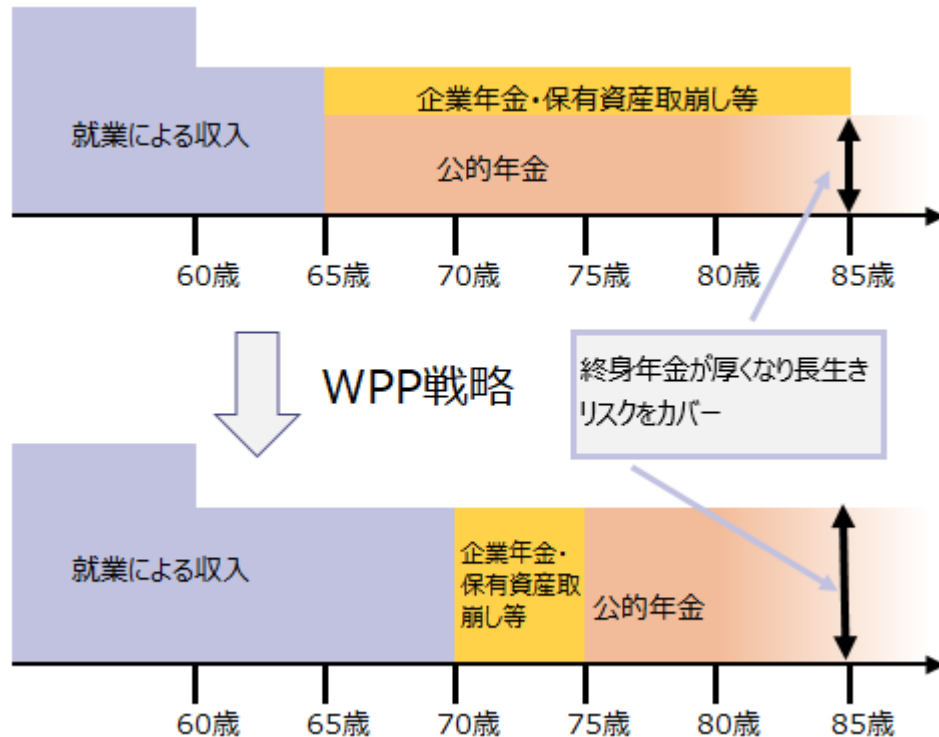 企業年金・保有資産取崩し等
就業による収入
公的年金
60歳
65歳
70歳
75歳
80歳
85歳
WPP戦略
終身年金が厚くなり長生き
リスクをカバー
就業による収入
企業年金・
保有資産取
崩し等
公的年金
60歳
65歳
70歳
75歳
80歳
85歳